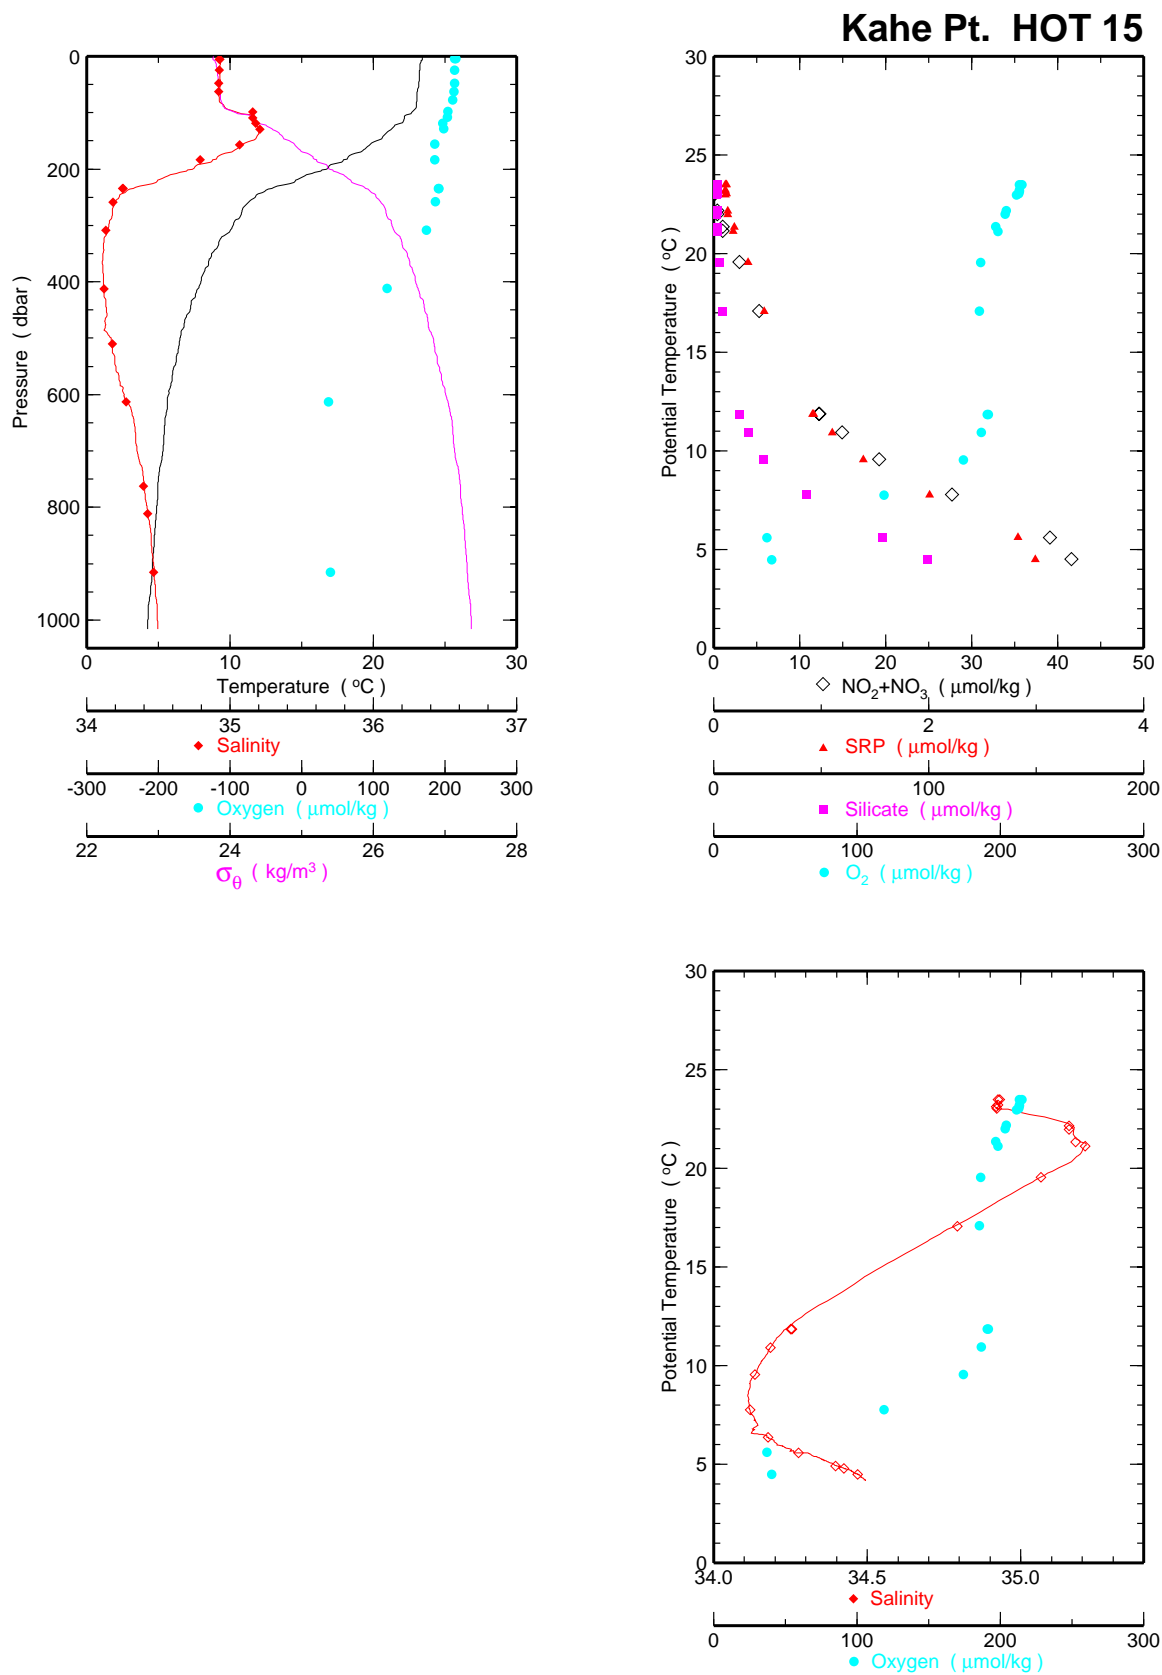 Kahe Pt. HOT 15
0
200
400
600
800
1000
Pressure ( dbar )
0 10 20 30
Temperature ( °C )
34 35 36 37
Salinity
-300 -200 -100 0 100 200 300
Oxygen ( μmol/kg )
22 24 26 28
σθ ( kg/m³ )
30
25
20
15
10
5
0
Potential Temperature ( °C )
0 10 20 30 40 50
NO₂+NO₃ ( μmol/kg )
0 2 4
SRP ( μmol/kg )
0 100 200
Silicate ( μmol/kg )
0 100 200 300
O₂ ( μmol/kg )
30
25
20
15
10
5
0
Potential Temperature ( °C )
34.0 34.5 35.0
Salinity
0 100 200 300
Oxygen ( μmol/kg )